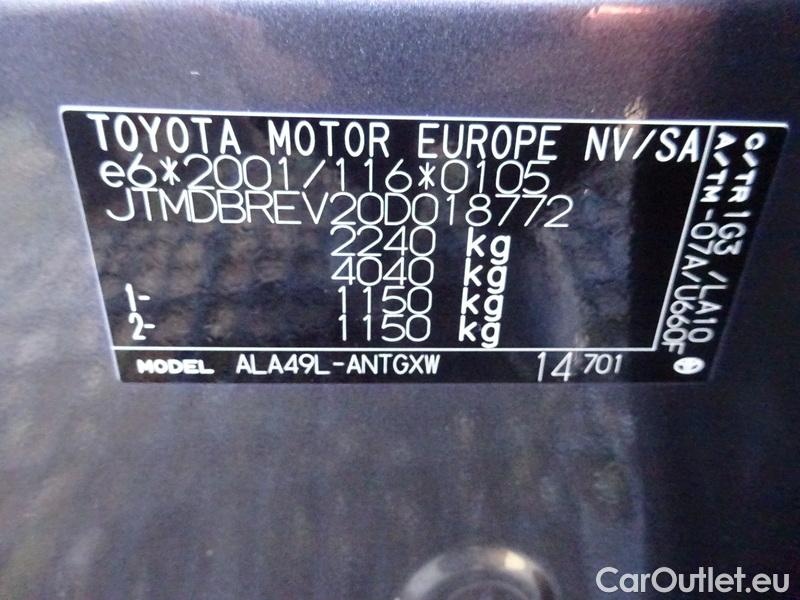 TOYOTA MOTOR EUROPE NV/SA
e6*2001/116*0105
JTMDBREV20D018772
2240 kg
4040 kg
1- 1150 kg
2- 1150 kg
MODEL ALA49L-ANTGXW 14 701
C/TR 1G3 /LA10
A/TM-07A/U660F
CarOutlet.eu